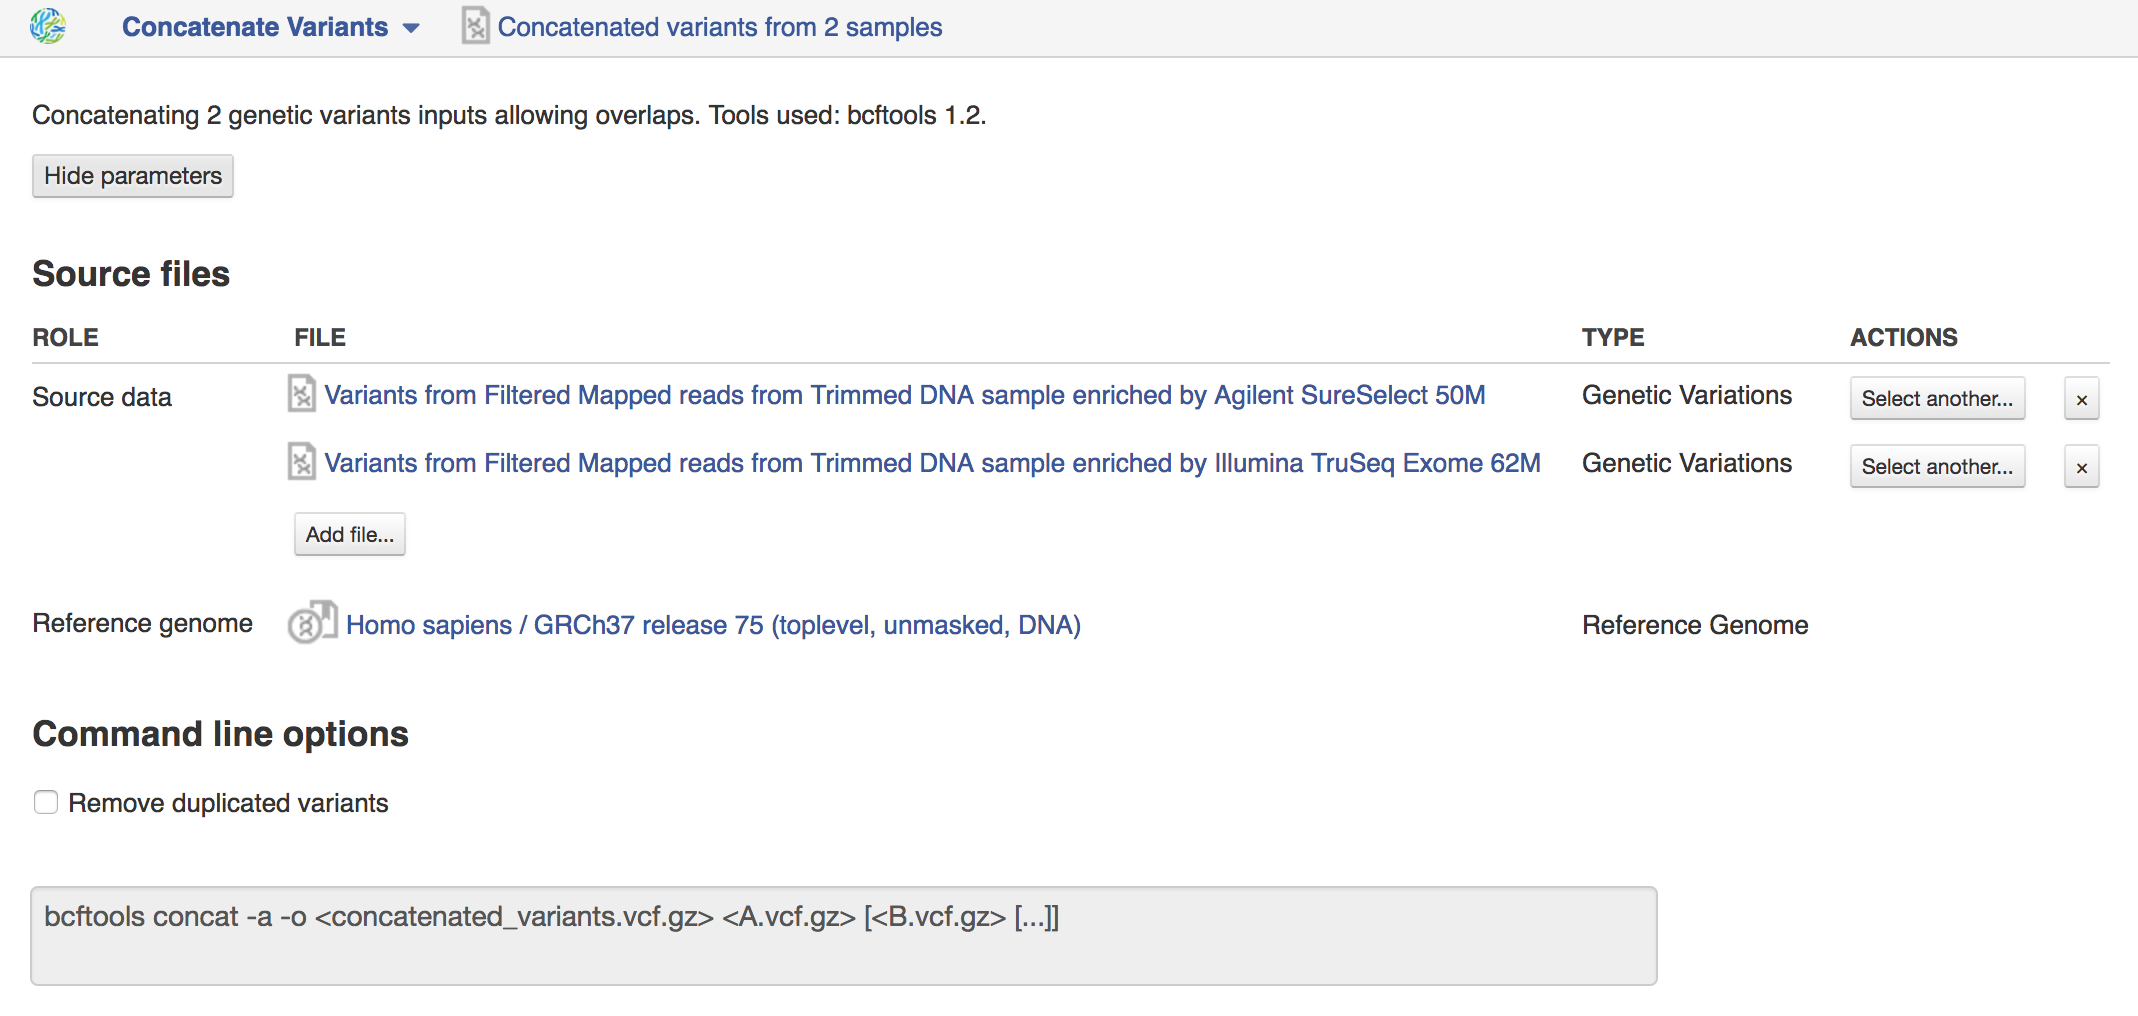 Concatenate Variants Concatenated variants from 2 samples
Concatenating 2 genetic variants inputs allowing overlaps. Tools used: bcftools 1.2.
Hide parameters
Source files
ROLE FILE TYPE ACTIONS
Source data Variants from Filtered Mapped reads from Trimmed DNA sample enriched by Agilent SureSelect 50M Genetic Variations Select another... ×
Variants from Filtered Mapped reads from Trimmed DNA sample enriched by Illumina TruSeq Exome 62M Genetic Variations Select another... ×
Add file...
Reference genome Homo sapiens / GRCh37 release 75 (toplevel, unmasked, DNA) Reference Genome
Command line options
Remove duplicated variants
bcftools concat -a -o <concatenated_variants.vcf.gz> <A.vcf.gz> [<B.vcf.gz> [...]]